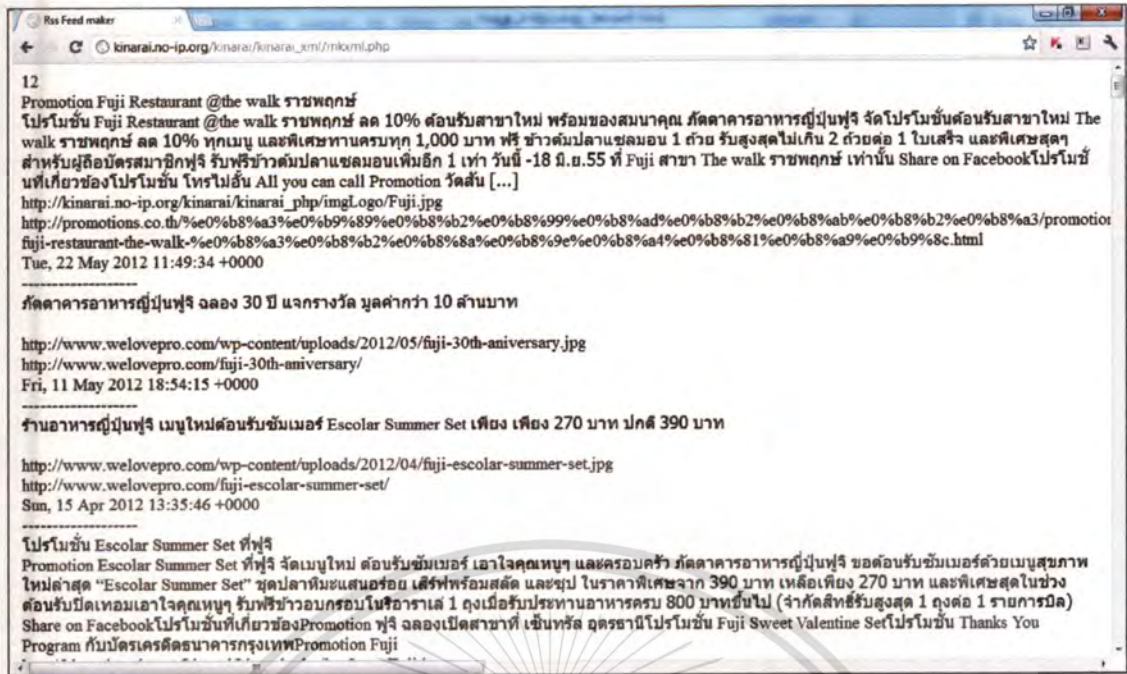 Rss Feed maker
kinarai.no-ip.org/kinarai/kinarai_xml/mkxml.php
12
Promotion Fuji Restaurant @the walk ราชพฤกษ์
โปรโมชั่น Fuji Restaurant @the walk ราชพฤกษ์ ลด 10% ต้อนรับสาขาใหม่ พร้อมของสมนาคุณ ภัตตาคารอาหารญี่ปุ่นฟูจิ จัดโปรโมชั่นต้อนรับสาขาใหม่ The
walk ราชพฤกษ์ ลด 10% ทุกเมนู และพิเศษทานครบทุก 1,000 บาท ฟรี ข้าวต้มปลาแซลมอน 1 ถ้วย รับสูงสุดไม่เกิน 2 ถ้วยต่อ 1 ใบเสร็จ และพิเศษสุดๆ
สำหรับผู้ถือบัตรสมาชิกฟูจิ รับฟรีข้าวต้มปลาแซลมอนเพิ่มอีก 1 เท่า วันนี้ -18 มิ.ย.55 ที่ Fuji สาขา The walk ราชพฤกษ์ เท่านั้น Share on Facebookโปรโมชั่
นที่เกี่ยวข้องโปรโมชั่น โทรไม่อั้น All you can call Promotion วัดสั้น [...]
http://kinarai.no-ip.org/kinarai/kinarai_php/imgLogo/Fuji.jpg
http://promotions.co.th/%e0%b8%a3%e0%b9%89%e0%b8%b2%e0%b8%99%e0%b8%ad%e0%b8%b2%e0%b8%ab%e0%b8%b2%e0%b8%a3/promotion
fuji-restaurant-the-walk-%e0%b8%a3%e0%b8%b2%e0%b8%8a%e0%b8%9e%e0%b8%a4%e0%b8%81%e0%b8%a9%e0%b9%8c.html
Tue, 22 May 2012 11:49:34 +0000
--------------------
ภัตตาคารอาหารญี่ปุ่นฟูจิ ฉลอง 30 ปี แจกรางวัล มูลค่ากว่า 10 ล้านบาท
http://www.welovepro.com/wp-content/uploads/2012/05/fuji-30th-aniversary.jpg
http://www.welovepro.com/fuji-30th-aniversary/
Fri, 11 May 2012 18:54:15 +0000
--------------------
ร้านอาหารญี่ปุ่นฟูจิ เมนูใหม่ต้อนรับซัมเมอร์ Escolar Summer Set เพียง เพียง 270 บาท ปกติ 390 บาท
http://www.welovepro.com/wp-content/uploads/2012/04/fuji-escolar-summer-set.jpg
http://www.welovepro.com/fuji-escolar-summer-set/
Sun, 15 Apr 2012 13:35:46 +0000
--------------------
โปรโมชั่น Escolar Summer Set ที่ฟูจิ
Promotion Escolar Summer Set ที่ฟูจิ จัดเมนูใหม่ ต้อนรับซัมเมอร์ เอาใจคุณหนูๆ และครอบครัว ภัตตาคารอาหารญี่ปุ่นฟูจิ ขอต้อนรับซัมเมอร์ด้วยเมนูสุขภาพ
ใหม่ล่าสุด “Escolar Summer Set” ชุดปลาหิมะแสนอร่อย เสิร์ฟพร้อมสลัด และซุป ในราคาพิเศษจาก 390 บาท เหลือเพียง 270 บาท และพิเศษสุดในช่วง
ต้อนรับปิดเทอมเอาใจคุณหนูๆ รับฟรีข้าวอบกรอบโนริอาราเล่ 1 ถุงเมื่อรับประทานอาหารครบ 800 บาทขึ้นไป (จำกัดสิทธิ์รับสูงสุด 1 ถุงต่อ 1 รายการบิล)
Share on Facebookโปรโมชั่นที่เกี่ยวข้องPromotion ฟูจิ ฉลองเปิดสาขาที่ เซ็นทรัล อุดรธานีโปรโมชั่น Fuji Sweet Valentine Setโปรโมชั่น Thanks You
Program กับบัตรเครดิตธนาคารกรุงเทพPromotion Fuji